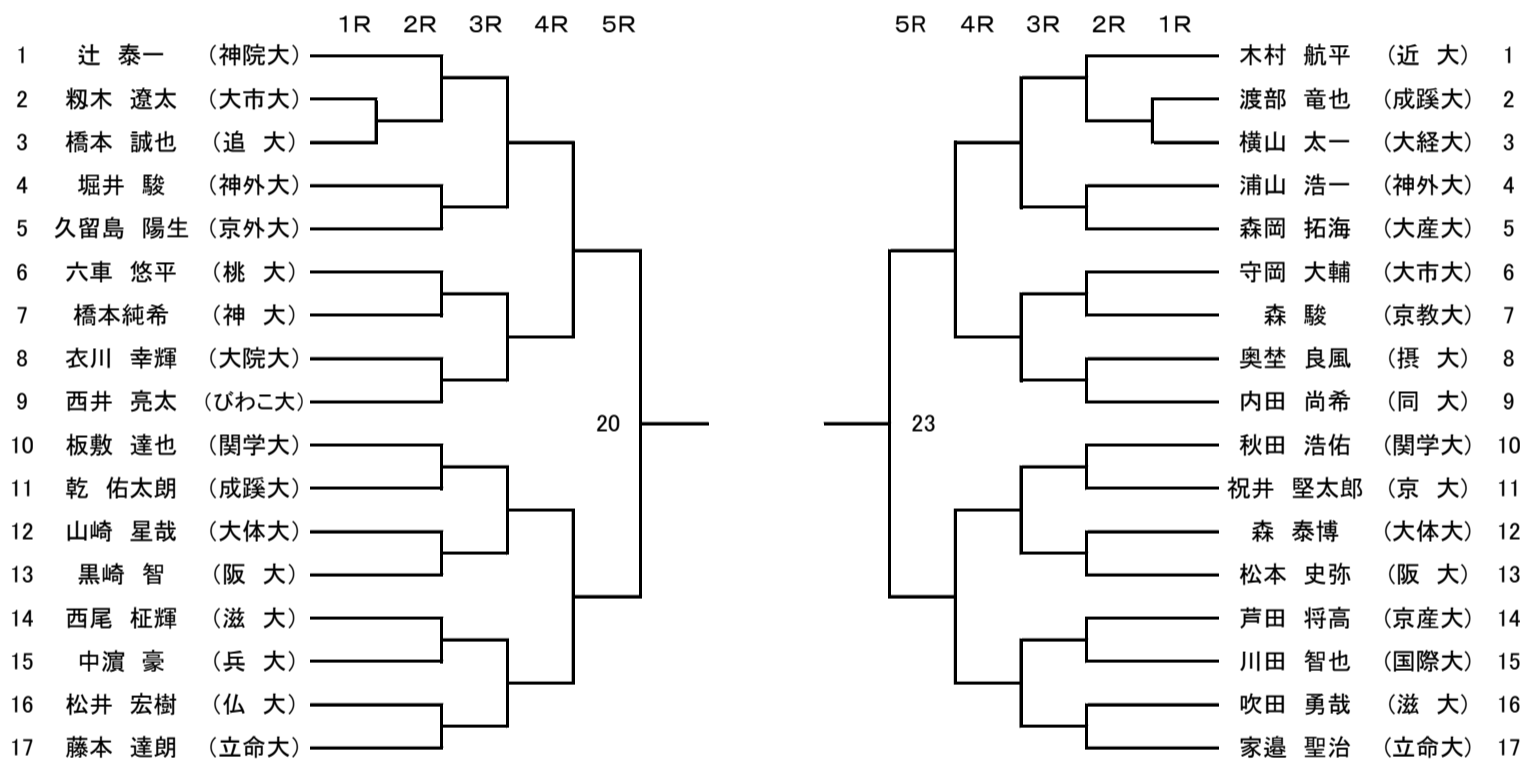 1R 2R 3R 4R 5R 5R 4R 3R 2R 1R
1 辻 泰一 (神院大) 木村 航平 (近 大) 1
2 籾木 遼太 (大市大) 渡部 竜也 (成蹊大) 2
3 橋本 誠也 (追 大) 横山 太一 (大経大) 3
4 堀井 駿 (神外大) 浦山 浩一 (神外大) 4
5 久留島 陽生 (京外大) 森岡 拓海 (大産大) 5
6 六車 悠平 (桃 大) 守岡 大輔 (大市大) 6
7 橋本純希 (神 大) 森 駿 (京教大) 7
8 衣川 幸輝 (大院大) 奥埜 良風 (摂 大) 8
9 西井 亮太 (びわこ大) 内田 尚希 (同 大) 9
20 23
10 板敷 達也 (関学大) 秋田 浩佑 (関学大) 10
11 乾 佑太朗 (成蹊大) 祝井 堅太郎 (京 大) 11
12 山崎 星哉 (大体大) 森 泰博 (大体大) 12
13 黒崎 智 (阪 大) 松本 史弥 (阪 大) 13
14 西尾 柾輝 (滋 大) 芦田 将高 (京産大) 14
15 中濵 豪 (兵 大) 川田 智也 (国際大) 15
16 松井 宏樹 (仏 大) 吹田 勇哉 (滋 大) 16
17 藤本 達朗 (立命大) 家邉 聖治 (立命大) 17